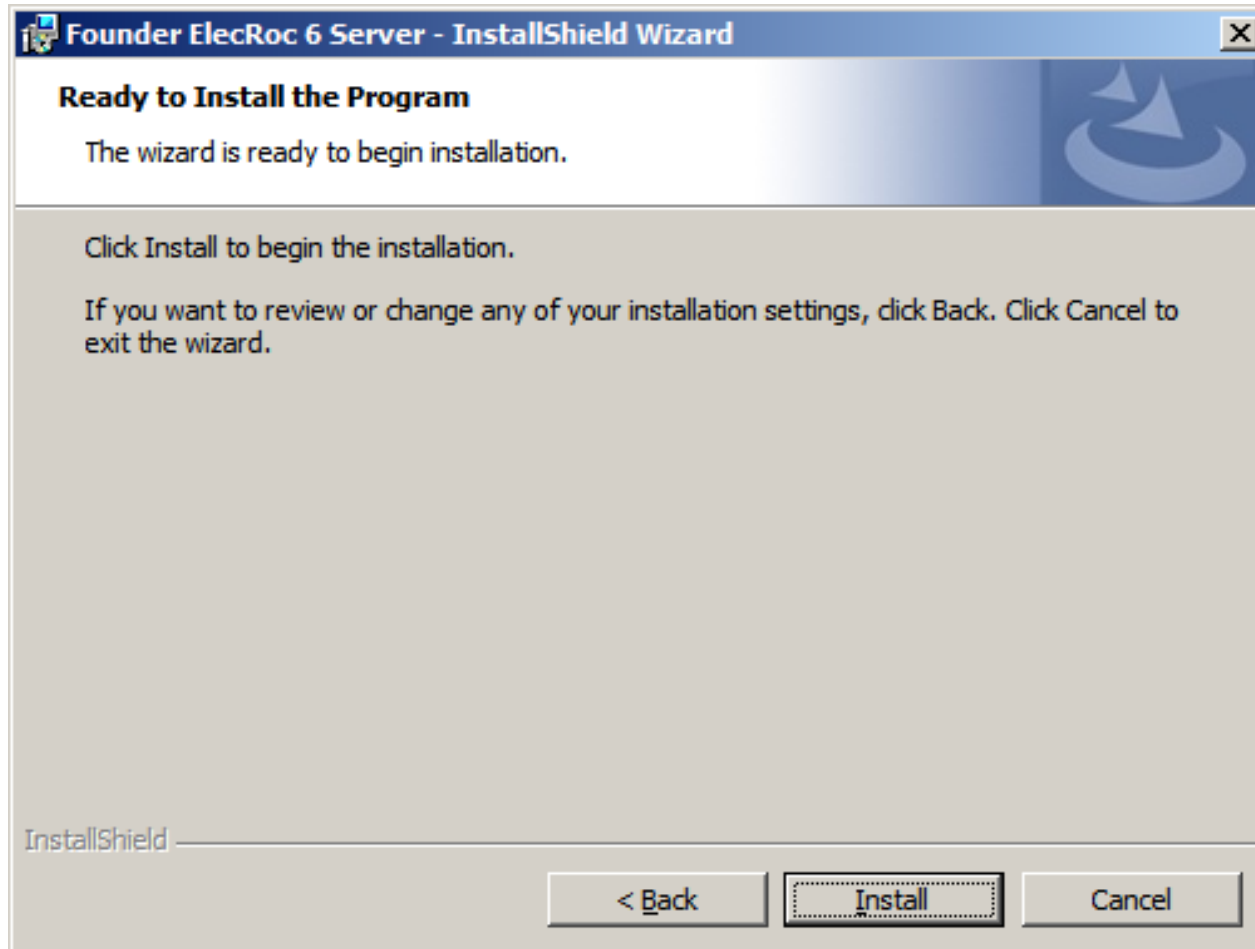 Founder ElecRoc 6 Server - InstallShield Wizard
Ready to Install the Program
The wizard is ready to begin installation.
Click Install to begin the installation.
If you want to review or change any of your installation settings, click Back. Click Cancel to
exit the wizard.
InstallShield
< Back
Install
Cancel